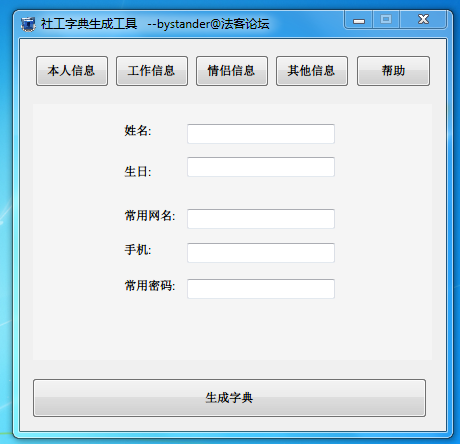 社工字典生成工具 --bystander@法客论坛
本人信息 工作信息 情侣信息 其他信息 帮助
姓名:
生日:
常用网名:
手机:
常用密码:
生成字典